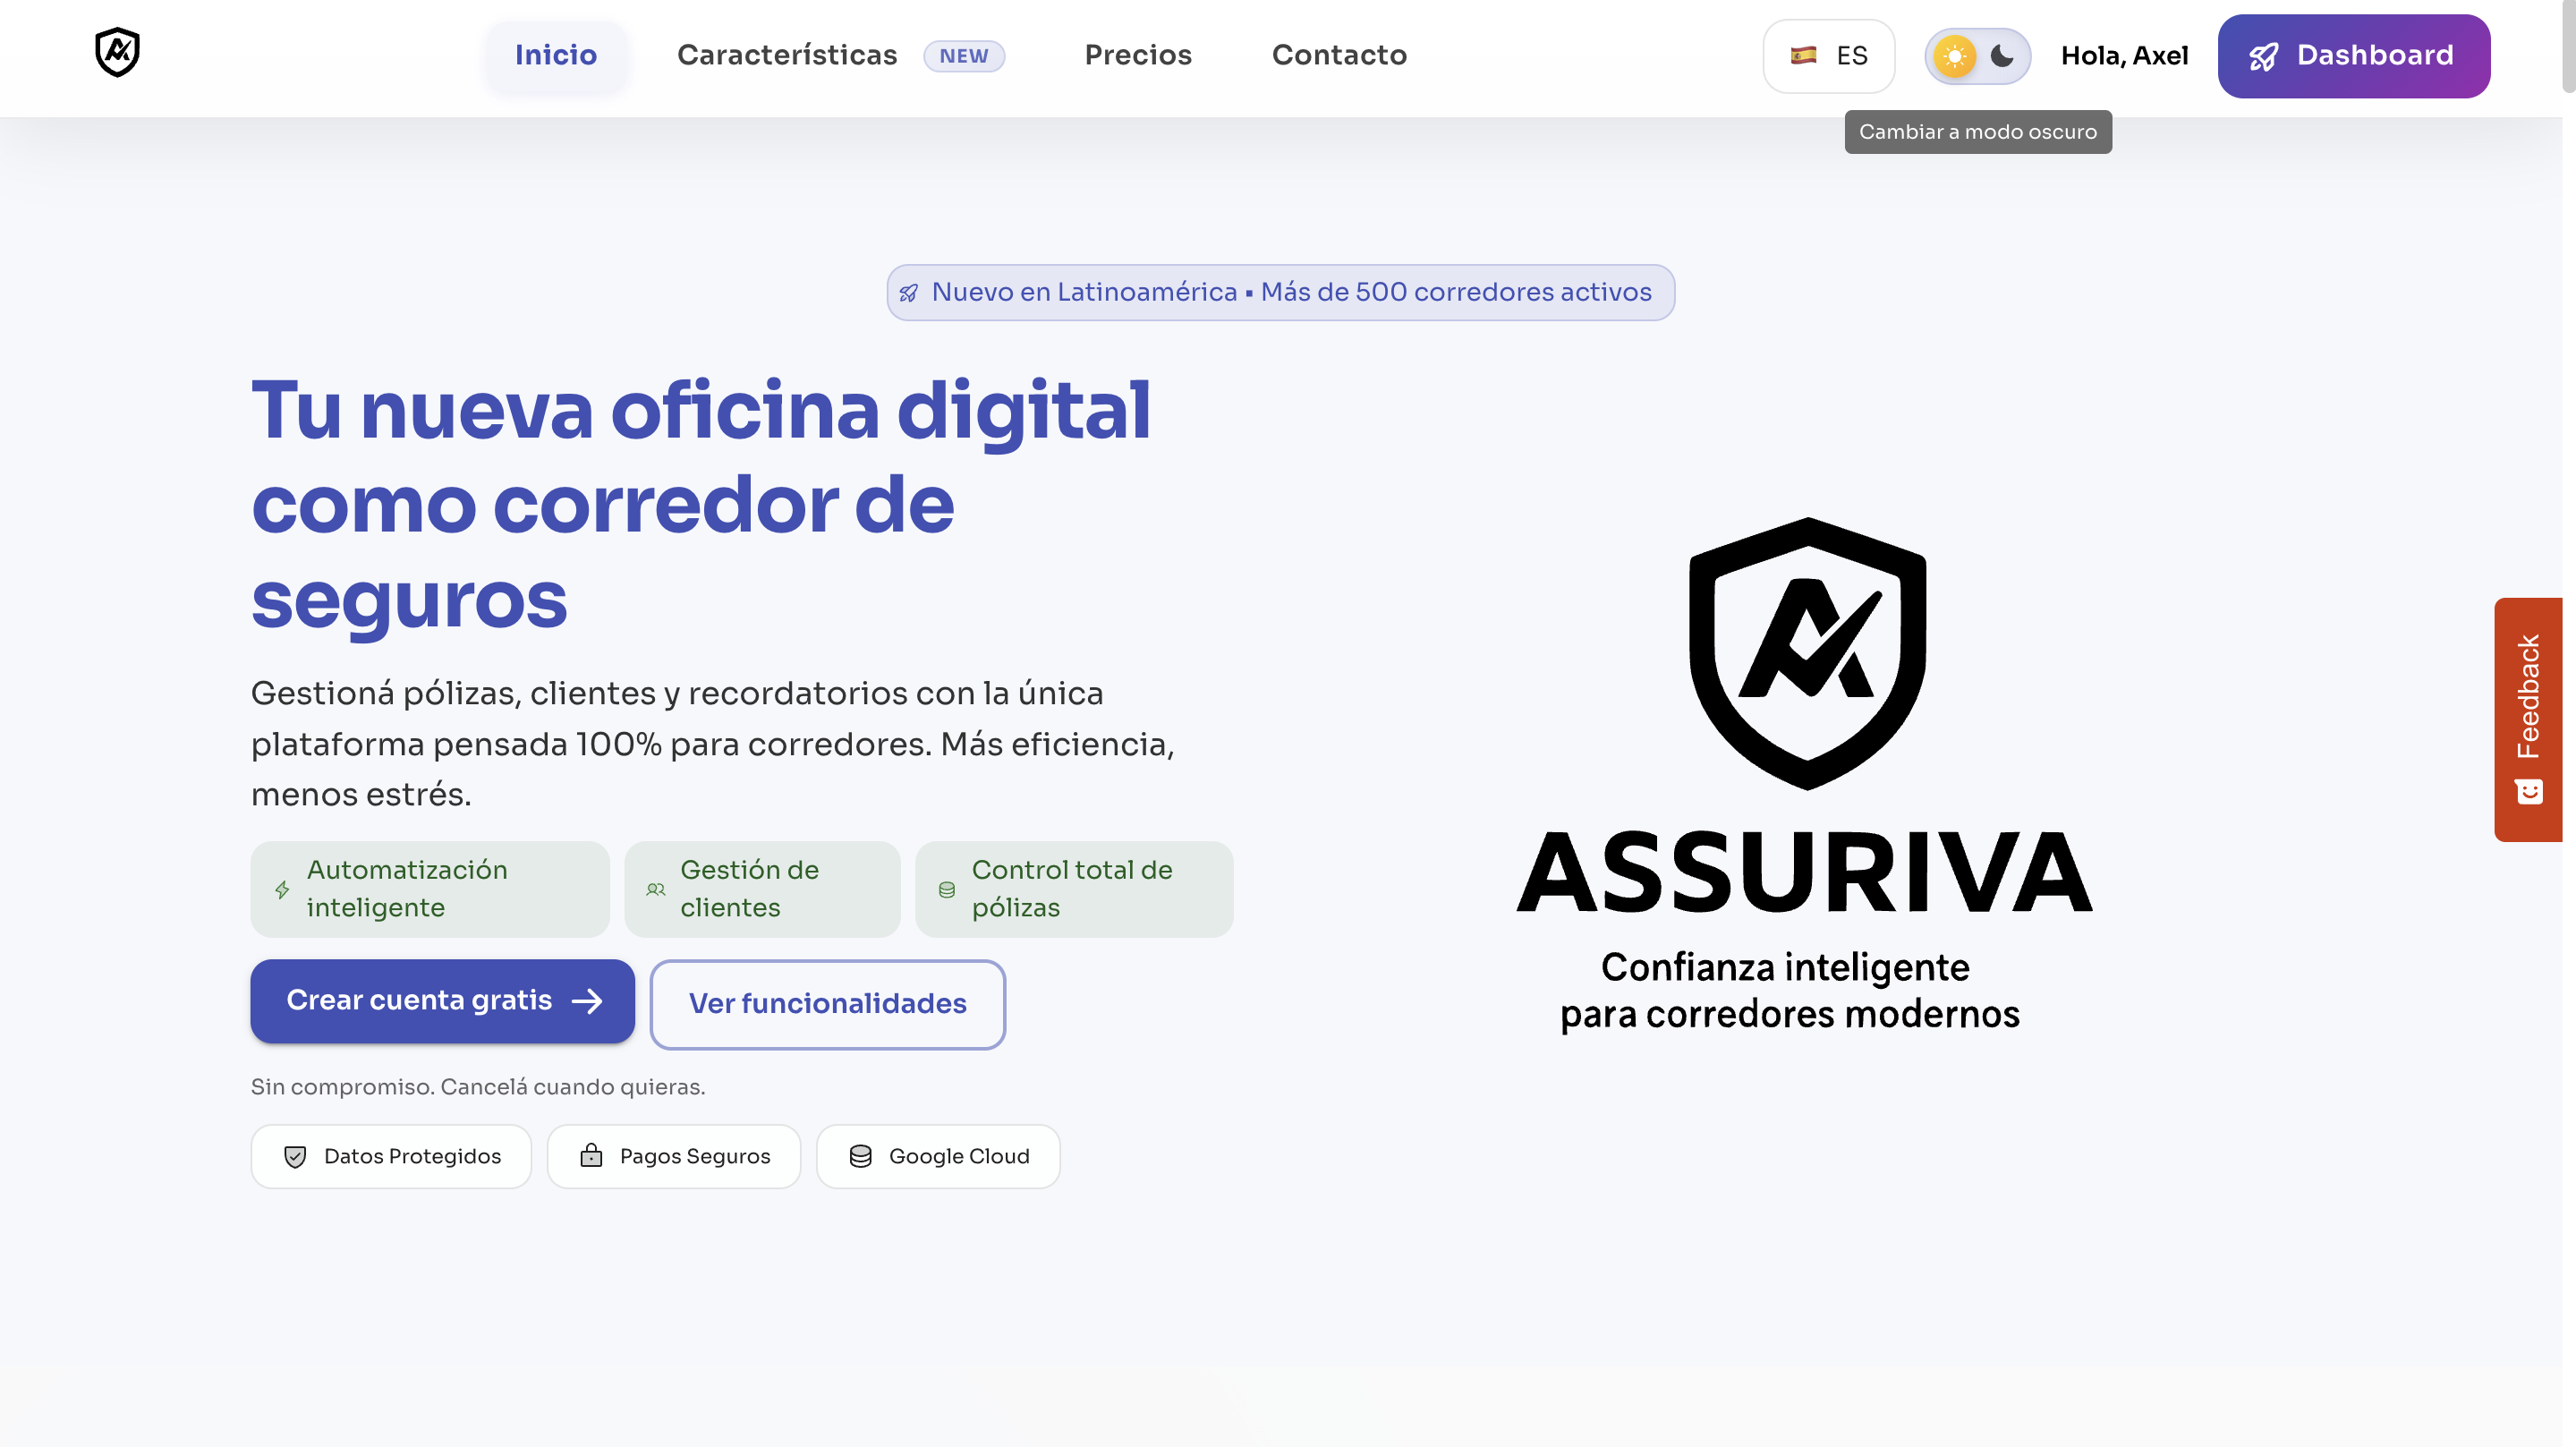 Inicio
Características NEW
Precios
Contacto
ES
Hola, Axel
Dashboard
Cambiar a modo oscuro
Nuevo en Latinoamérica • Más de 500 corredores activos
Tu nueva oficina digital
como corredor de
seguros
Gestioná pólizas, clientes y recordatorios con la única
plataforma pensada 100% para corredores. Más eficiencia,
menos estrés.
Automatización
inteligente
Gestión de
clientes
Control total de
pólizas
Crear cuenta gratis
Ver funcionalidades
Sin compromiso. Cancelá cuando quieras.
Datos Protegidos
Pagos Seguros
Google Cloud
ASSURIVA
Confianza inteligente
para corredores modernos
Feedback